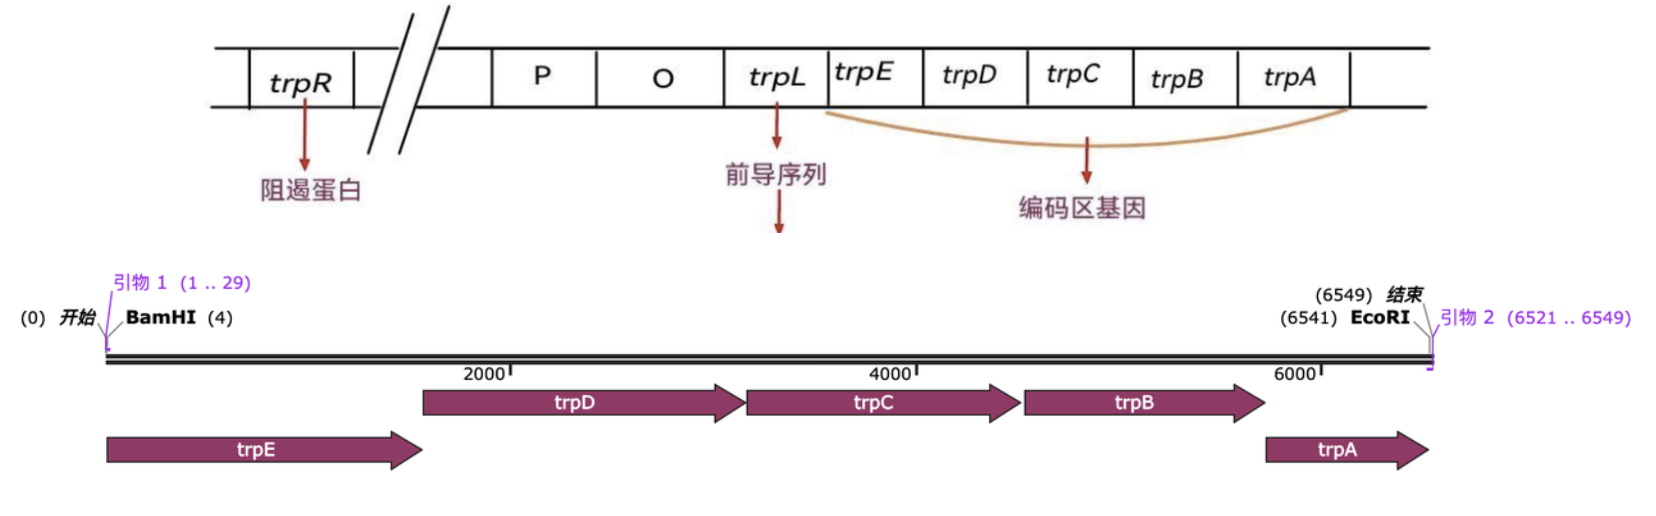 trpR
P
O
trpL
trpE
trpD
trpC
trpB
trpA
阻遏蛋白
前导序列
编码区基因
引物 1 (1 .. 29)
(0) 开始
BamHI (4)
(6549) 结束
(6541) EcoRI
引物 2 (6521 .. 6549)
2000
4000
6000
trpD
trpC
trpB
trpE
trpA